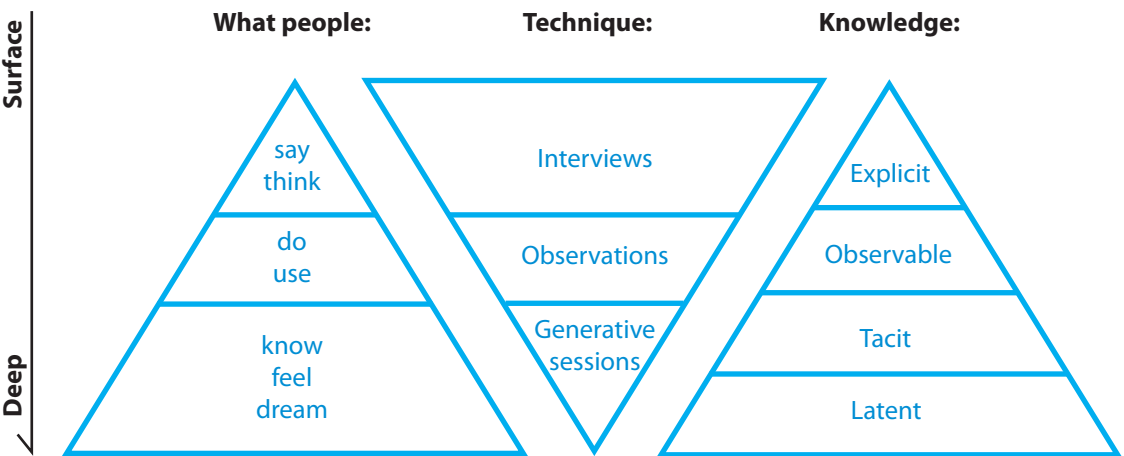 Surface
Deep
What people:
say
think
do
use
know
feel
dream
Technique:
Interviews
Observations
Generative
sessions
Knowledge:
Explicit
Observable
Tacit
Latent